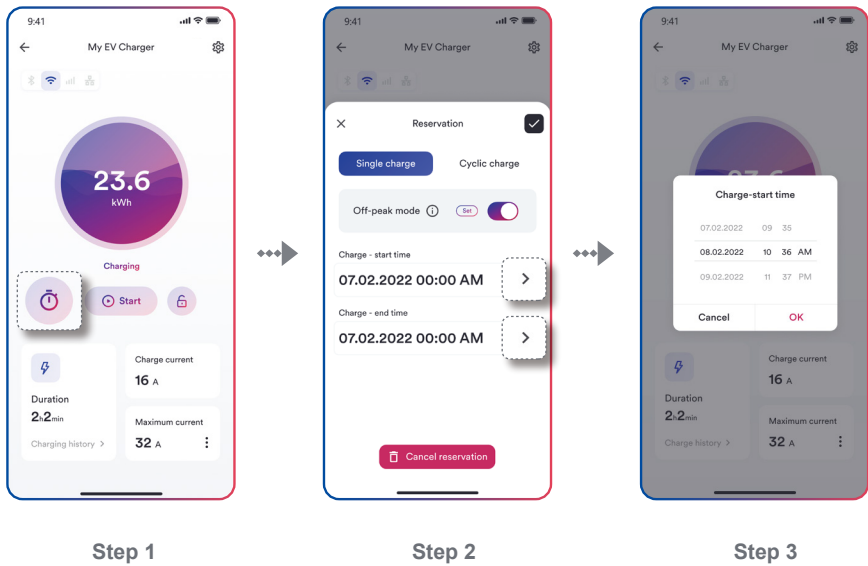 9:41
My EV Charger
23.6
kWh
Charging
Start
Duration
2h2min
Charging history >
Charge current
16 A
Maximum current
32 A
Step 1
9:41
My EV Charger
Reservation
Single charge
Cyclic charge
Off-peak mode
Set
Charge - start time
07.02.2022 00:00 AM
Charge - end time
07.02.2022 00:00 AM
Cancel reservation
Step 2
9:41
My EV Charger
Charge-start time
07.02.2022 09 35
08.02.2022 10 36 AM
09.02.2022 11 37 PM
Cancel
OK
Duration
2h2min
Charge history >
Charge current
16 A
Maximum current
32 A
Step 3